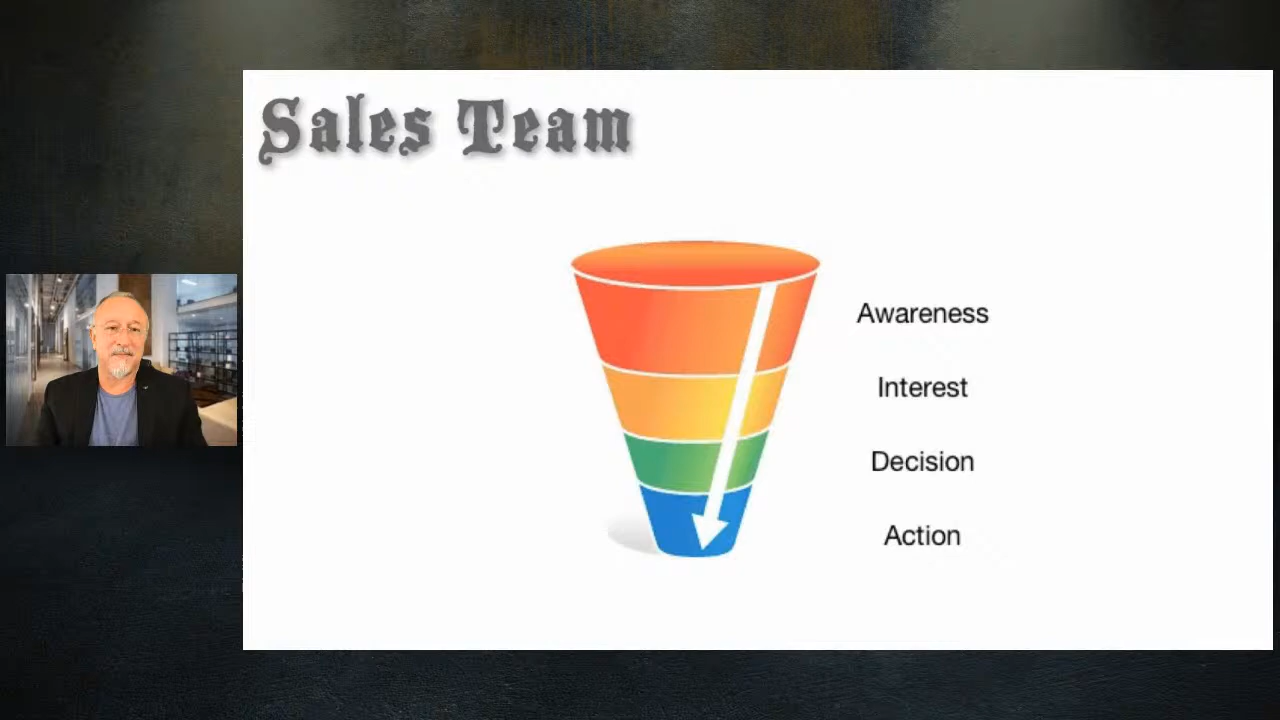 Sales Team
Awareness
Interest
Decision
Action